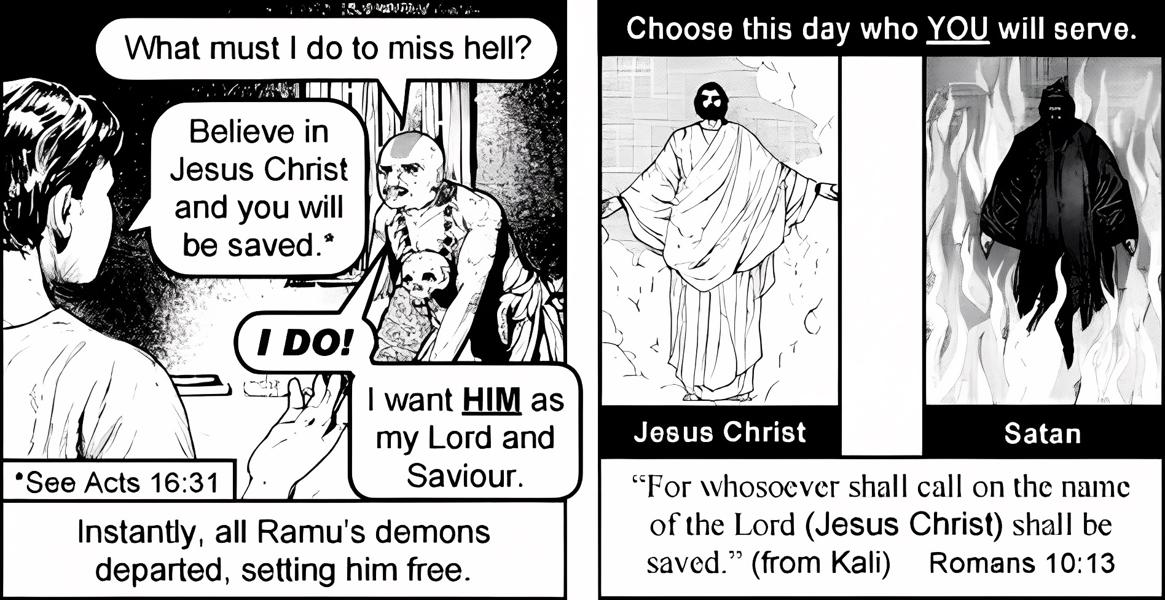 What must I do to miss hell?
Believe in
Jesus Christ
and you will
be saved.*
I DO!
I want HIM as
my Lord and
Saviour.
*See Acts 16:31
Instantly, all Ramu's demons
departed, setting him free.
Choose this day who YOU will serve.
Jesus Christ
Satan
“For whosoever shall call on the name
of the Lord (Jesus Christ) shall be
saved.” (from Kali) Romans 10:13